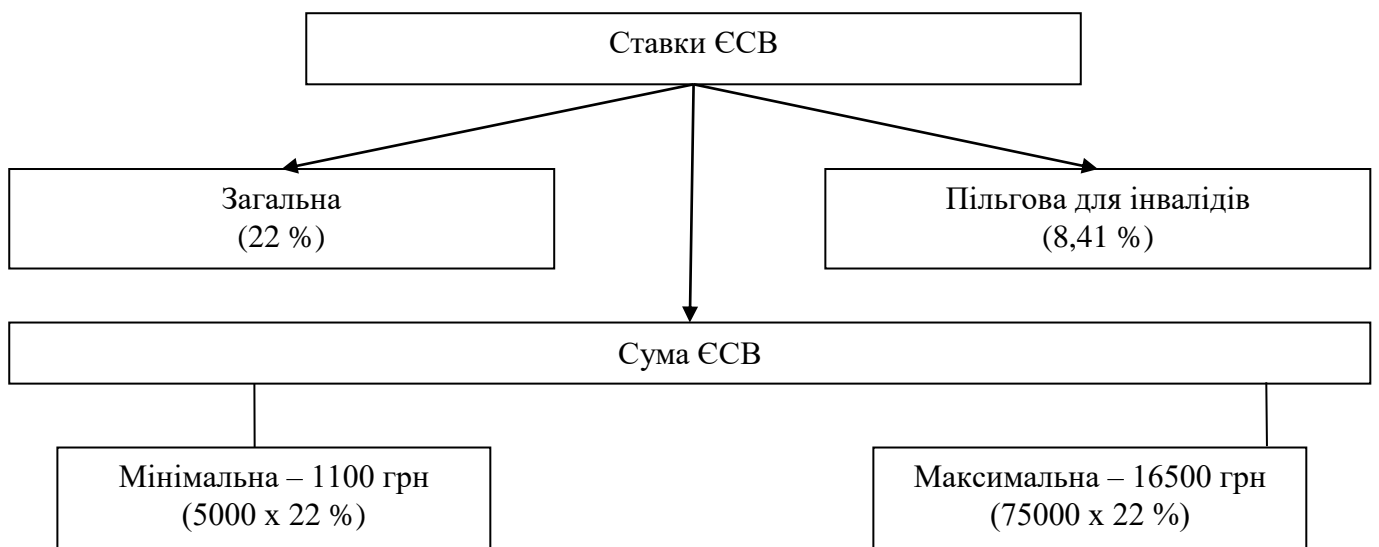 Ставки ЄСВ
Загальна
(22 %)
Пільгова для інвалідів
(8,41 %)
Сума ЄСВ
Мінімальна – 1100 грн
(5000 х 22 %)
Максимальна – 16500 грн
(75000 х 22 %)